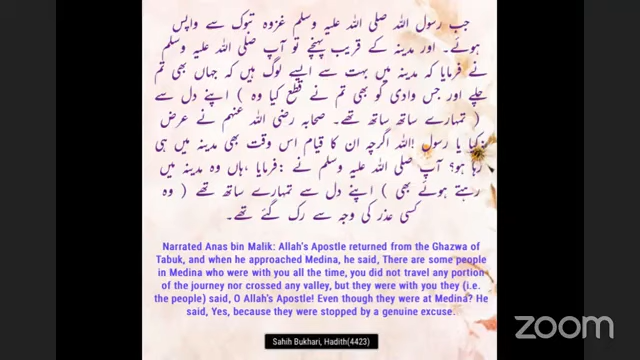 جب رسول اللہ صلی اللہ علیہ وسلم غزوہ تبوک سے واپس
ہوئے۔ اور مدینہ کے قریب پہنچے تو آپ صلی اللہ علیہ وسلم
نے فرمایا کہ مدینہ میں بہت سے ایسے لوگ ہیں کہ جہاں بھی تم
چلے اور جس وادی کو بھی تم نے قطع کیا وہ ) اپنے دل سے
( تمہارے ساتھ ساتھ تھے۔ صحابہ رضی اللہ عنہم نے عرض
:کیا یا رسول !اللہ اگرچہ ان کا قیام اس وقت بھی مدینہ میں ہی
رہا ہو؟ آپ صلی اللہ علیہ وسلم نے :فرمایا ،ہاں وہ مدینہ میں
رہتے ہوئے بھی ) اپنے دل سے تمہارے ساتھ تھے ( وہ
کسی عذر کی وجہ سے رک گئے تھے۔
Narrated Anas bin Malik: Allah's Apostle returned from the Ghazwa of
Tabuk, and when he approached Medina, he said, There are some people
in Medina who were with you all the time, you did not travel any portion
of the journey nor crossed any valley, but they were with you they (i.e.
the people) said, O Allah's Apostle! Even though they were at Medina? He
said, Yes, because they were stopped by a genuine excuse.
Sahih Bukhari, Hadith(4423)
zoom